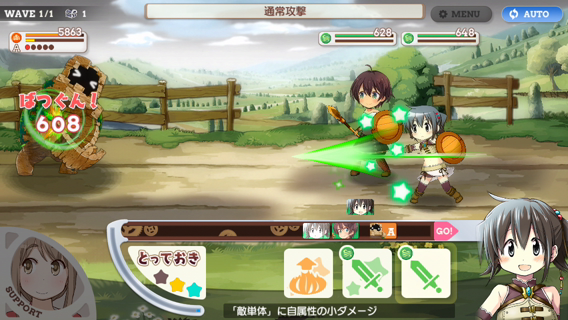 WAVE 1/1 1
通常攻撃
MENU
AUTO
5863
A
628
648
ばつぐん!
608
GO!
A
とっておき
SUPPORT
「敵単体」に自属性の小ダメージ